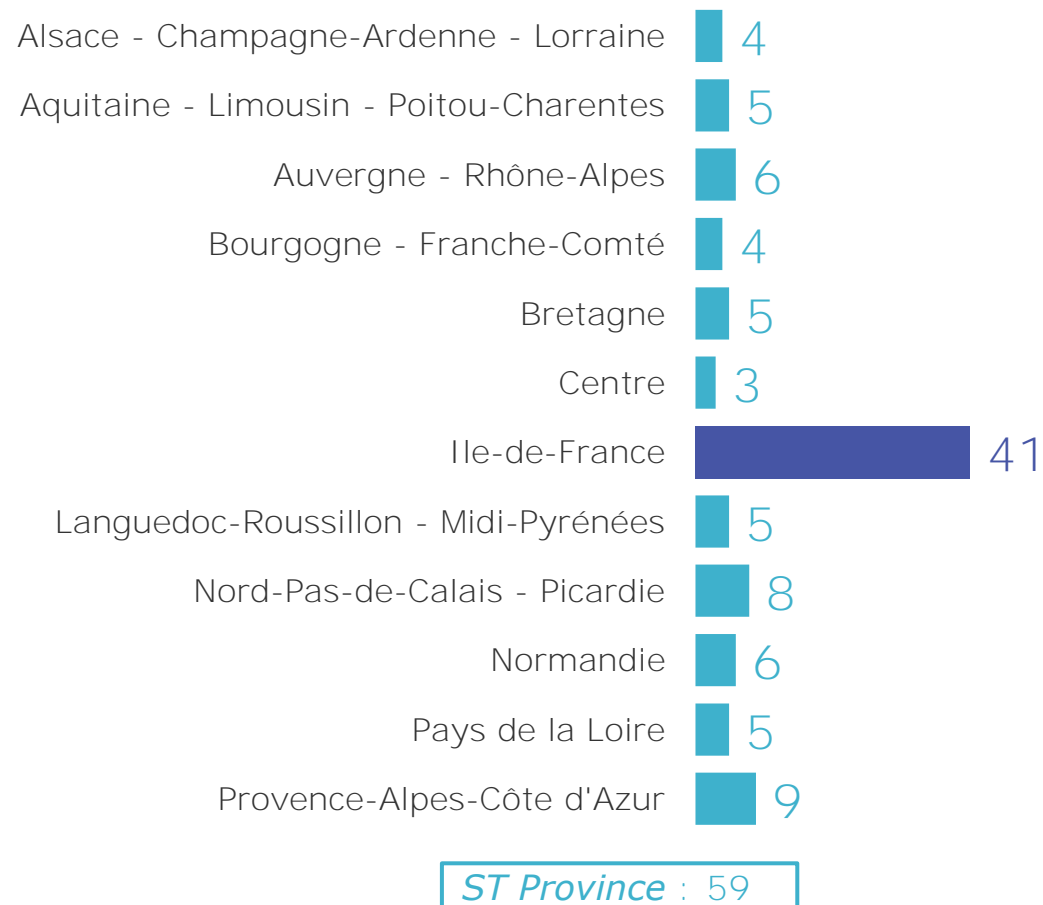 Alsace - Champagne-Ardenne - Lorraine 4
Aquitaine - Limousin - Poitou-Charentes 5
Auvergne - Rhône-Alpes 6
Bourgogne - Franche-Comté 4
Bretagne 5
Centre 3
Ile-de-France 41
Languedoc-Roussillon - Midi-Pyrénées 5
Nord-Pas-de-Calais - Picardie 8
Normandie 6
Pays de la Loire 5
Provence-Alpes-Côte d'Azur 9
ST Province : 59